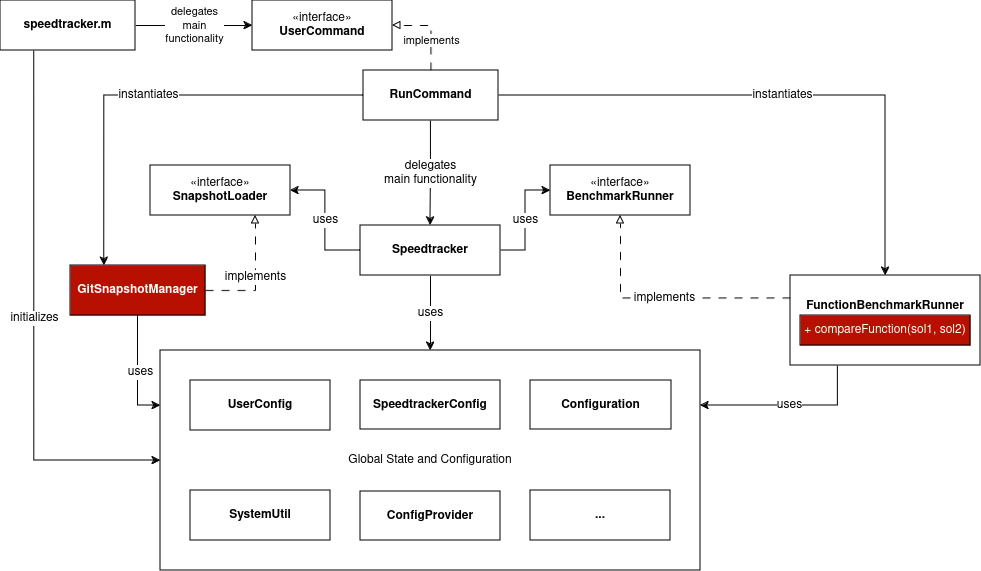 speedtracker.m
delegates
main
functionality
«interface»
UserCommand
implements
RunCommand
instantiates
instantiates
delegates
main functionality
«interface»
SnapshotLoader
«interface»
BenchmarkRunner
uses
uses
Speedtracker
implements
GitSnapshotManager
implements
FunctionBenchmarkRunner
+ compareFunction(sol1, sol2)
initializes
uses
uses
uses
UserConfig
SpeedtrackerConfig
Configuration
Global State and Configuration
SystemUtil
ConfigProvider
...